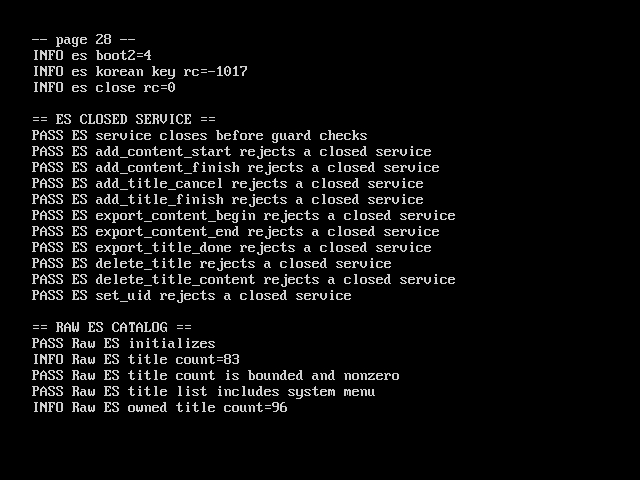 -- page 28 --
INFO es boot2=4
INFO es korean key rc=-1017
INFO es close rc=0
== ES CLOSED SERVICE ==
PASS ES service closes before guard checks
PASS ES add_content_start rejects a closed service
PASS ES add_content_finish rejects a closed service
PASS ES add_title_cancel rejects a closed service
PASS ES add_title_finish rejects a closed service
PASS ES export_content_begin rejects a closed service
PASS ES export_content_end rejects a closed service
PASS ES export_title_done rejects a closed service
PASS ES delete_title rejects a closed service
PASS ES delete_title_content rejects a closed service
PASS ES set_uid rejects a closed service
== RAW ES CATALOG ==
PASS Raw ES initializes
INFO Raw ES title count=83
PASS Raw ES title count is bounded and nonzero
PASS Raw ES title list includes system menu
INFO Raw ES owned title count=96